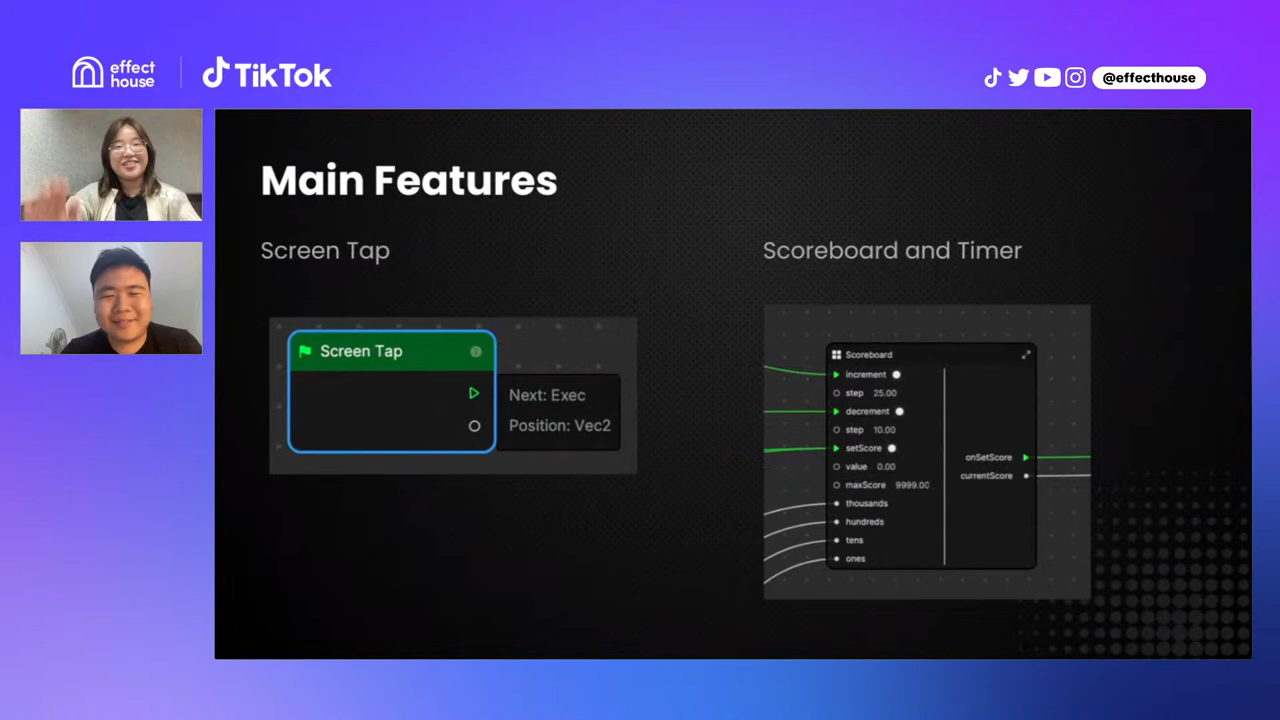 effect
house
TikTok
@effecthouse
Main Features
Screen Tap
Scoreboard and Timer
Screen Tap
Next: Exec
Position: Vec2
Scoreboard
increment
step 25.00
decrement
step 10.00
setScore
value 0.00
maxScore 9999.00
thousands
hundreds
tens
ones
onSetScore
currentScore